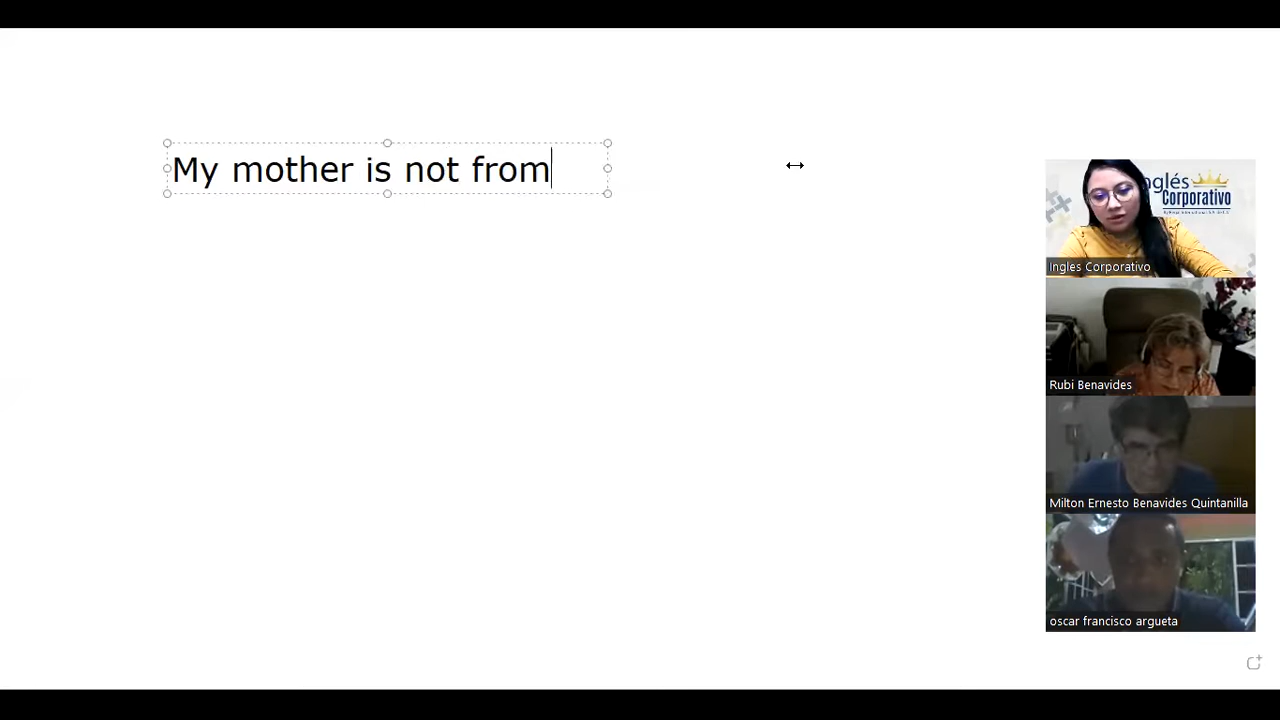 My mother is not from
Inglés
Corporativo
Ingles Corporativo
Rubi Benavides
Milton Ernesto Benavides Quintanilla
oscar francisco argueta